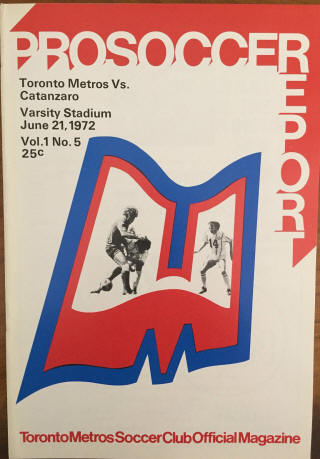 PROSOCCER
REPORT
Toronto Metros Vs.
Catanzaro
Varsity Stadium
June 21, 1972
Vol.1 No. 5
25c
14
Toronto Metros Soccer Club Official Magazine